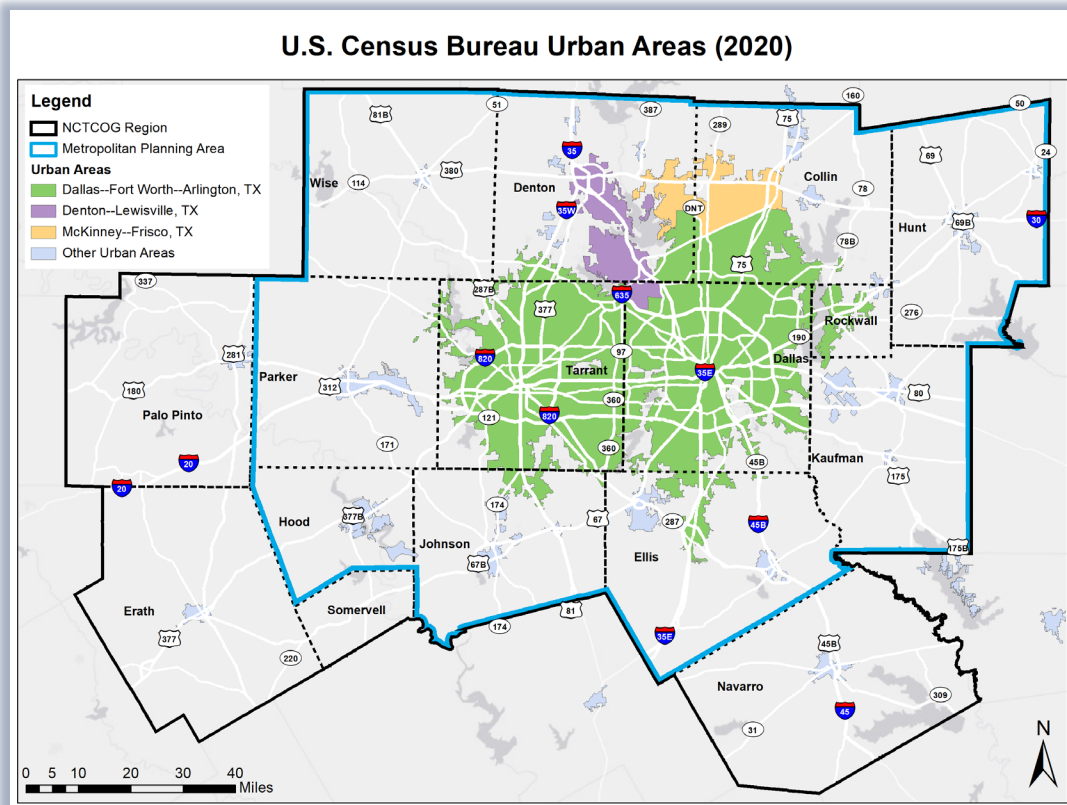 U.S. Census Bureau Urban Areas (2020)
Legend
NCTCOG Region
Metropolitan Planning Area
Urban Areas
Dallas--Fort Worth--Arlington, TX
Denton--Lewisville, TX
McKinney--Frisco, TX
Other Urban Areas
81B
51
387
160
50
289
75
35
69
24
380
Wise
114
Denton
Collin
78
35W
DNT
69B
30
Hunt
78B
75
337
287B
635
377
276
Rockwall
190
281
820
97
Dallas
Parker
Tarrant
35E
312
180
80
360
Palo Pinto
121
820
171
360
45B
Kaufman
20
175
20
174
Hood
377B
67
287
45B
Johnson
175B
Ellis
67B
Erath
Somervell
81
174
377
35E
45B
220
Navarro
309
45
31
N
0 5 10 20 30 40
Miles